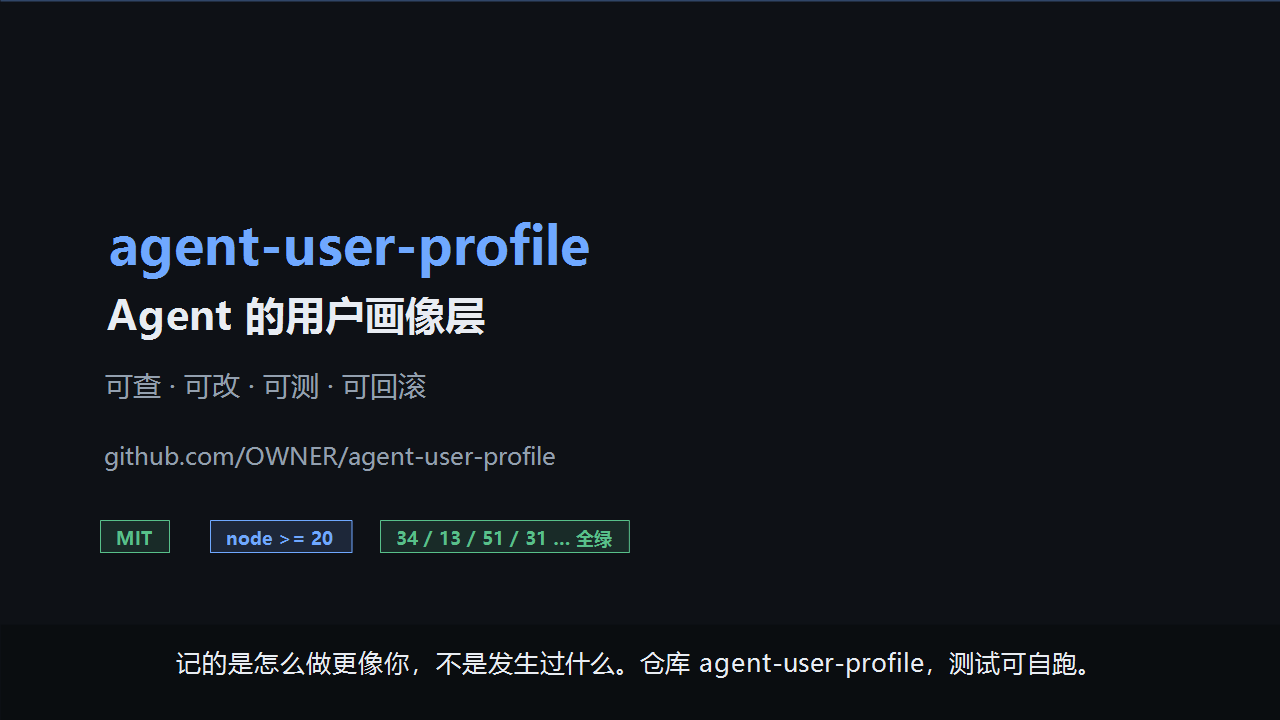 agent-user-profile
Agent 的用户画像层
可查 · 可改 · 可测 · 可回滚
github.com/OWNER/agent-user-profile
MIT
node >= 20
34 / 13 / 51 / 31 ... 全绿
记的是怎么做更像你，不是发生过什么。仓库 agent-user-profile，测试可自跑。